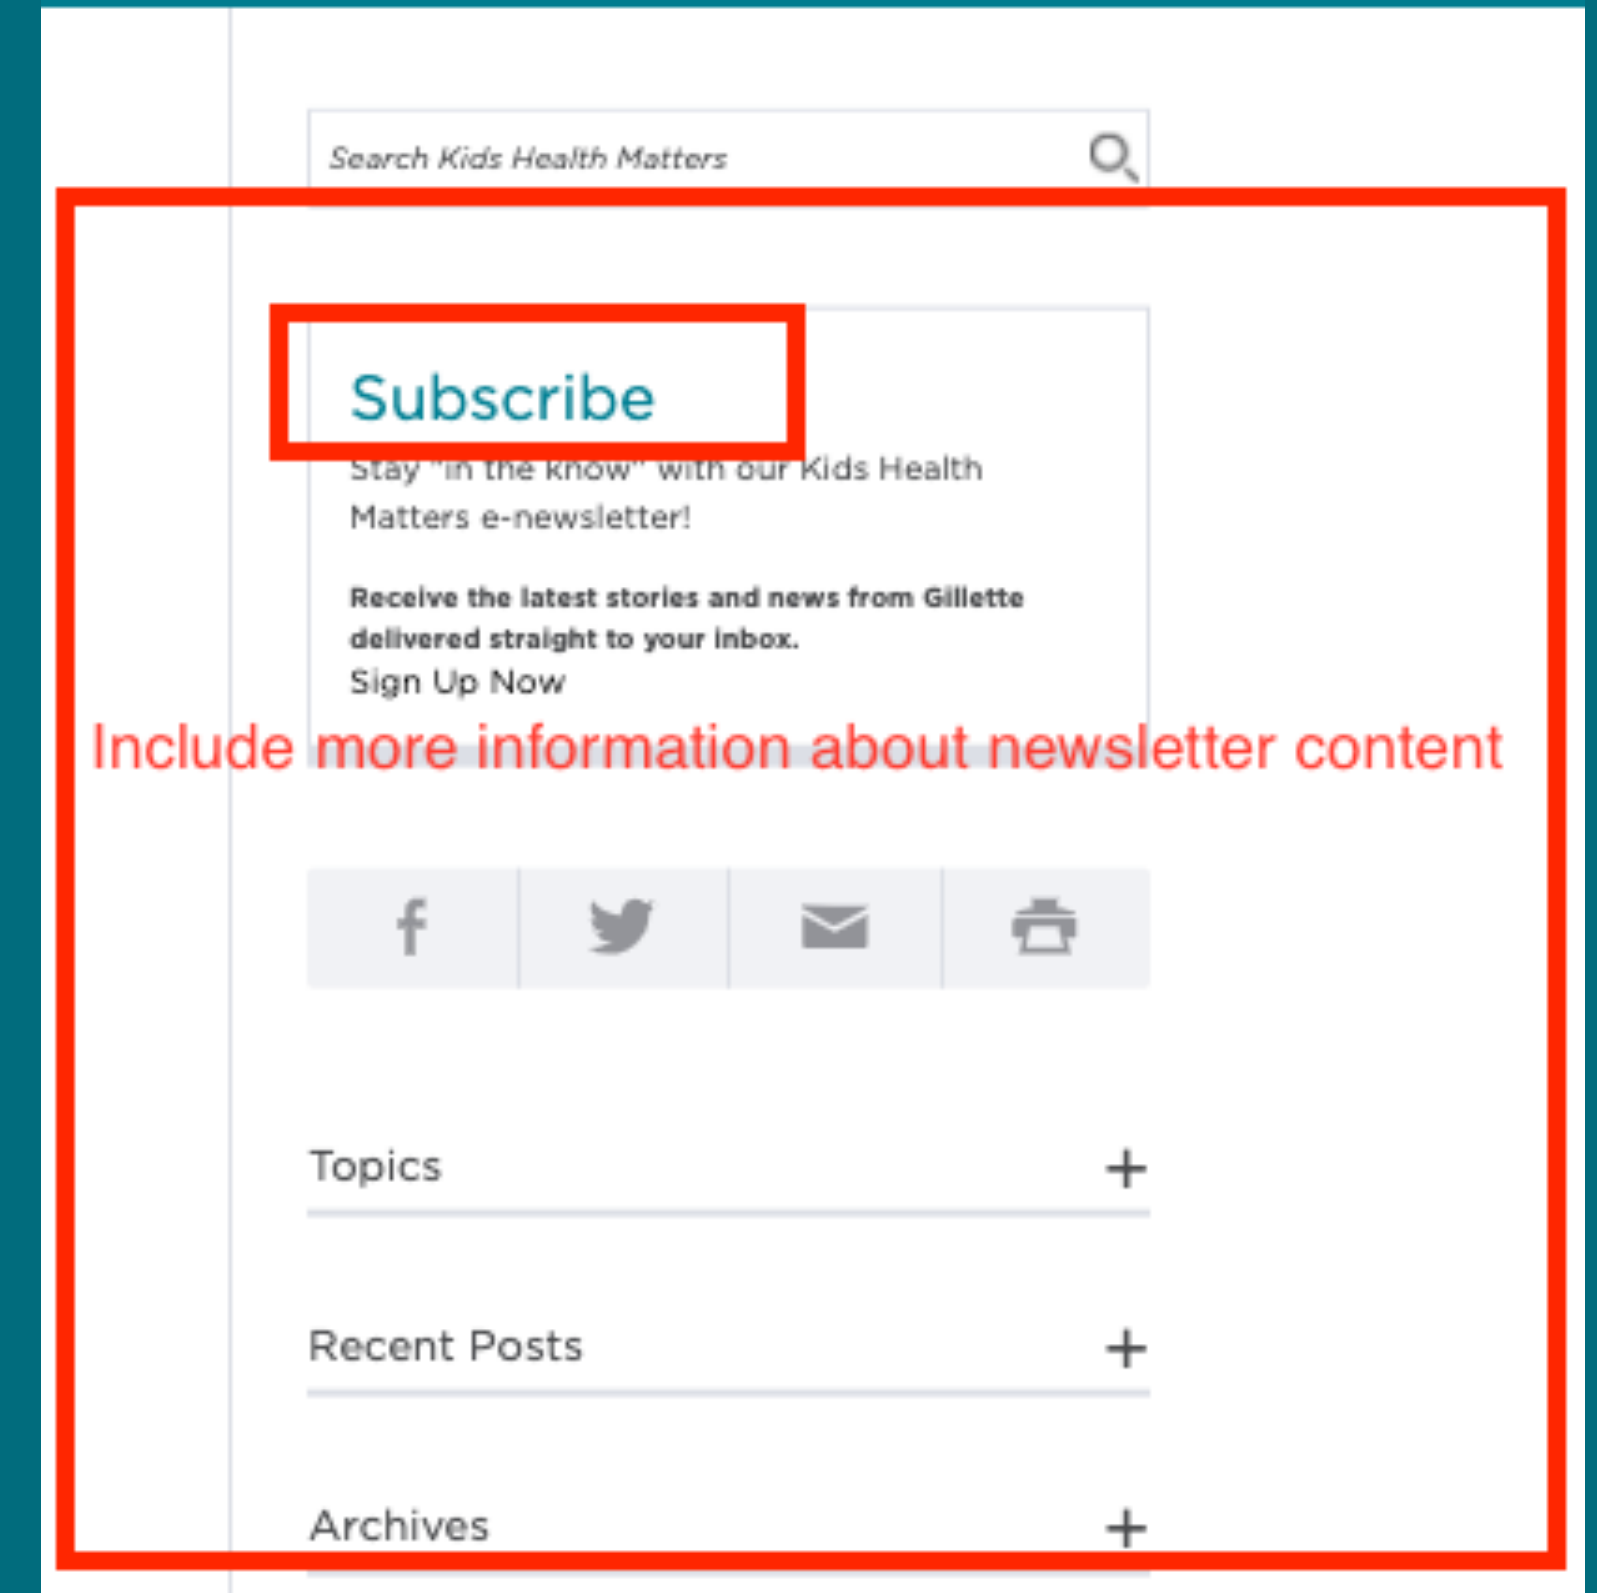 Search Kids Health Matters
Subscribe
Stay "in the know" with our Kids Health
Matters e-newsletter!
Receive the latest stories and news from Gillette
delivered straight to your inbox.
Sign Up Now
Include more information about newsletter content
Topics
Recent Posts
Archives